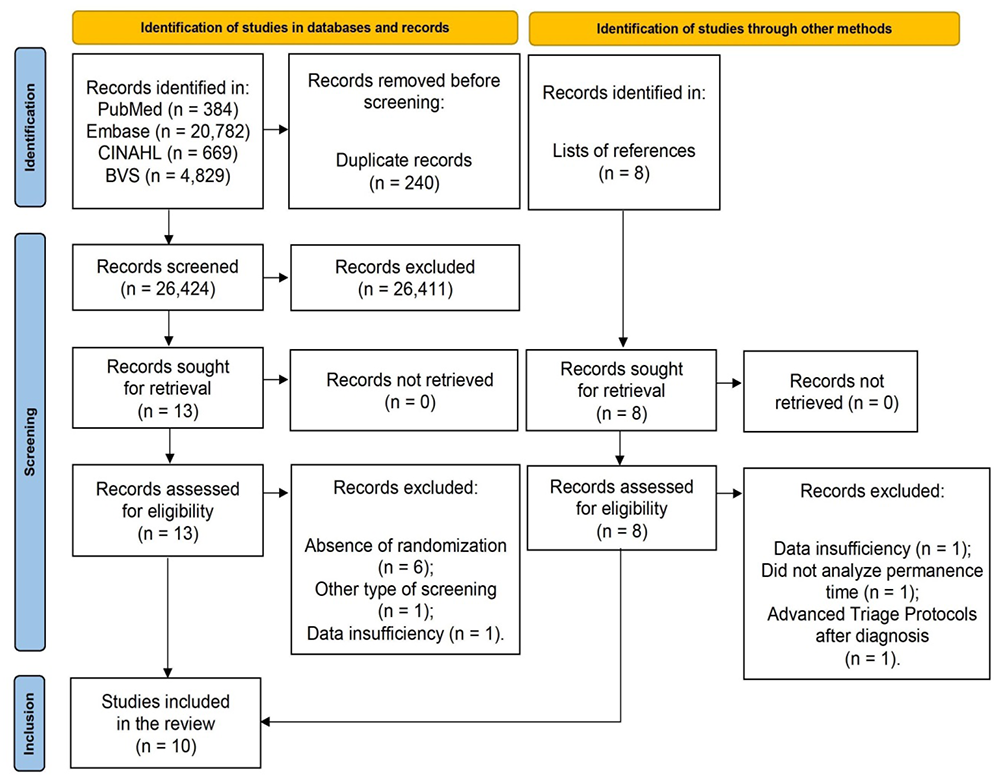 Identification of studies in databases and records
Identification of studies through other methods
Identification
Records identified in:
PubMed (n = 384)
Embase (n = 20,782)
CINAHL (n = 669)
BVS (n = 4,829)
Records removed before
screening:
Duplicate records
(n = 240)
Records identified in:
Lists of references
(n = 8)
Screening
Records screened
(n = 26,424)
Records excluded
(n = 26,411)
Records sought
for retrieval
(n = 13)
Records not retrieved
(n = 0)
Records sought
for retrieval
(n = 8)
Records not
retrieved (n = 0)
Records assessed
for eligibility
(n = 13)
Records excluded:
Absence of randomization
(n = 6);
Other type of screening
(n = 1);
Data insufficiency (n = 1).
Records assessed
for eligibility
(n = 8)
Records excluded:
Data insufficiency (n = 1);
Did not analyze permanence
time (n = 1);
Advanced Triage Protocols
after diagnosis
(n = 1).
Inclusion
Studies included
in the review
(n = 10)